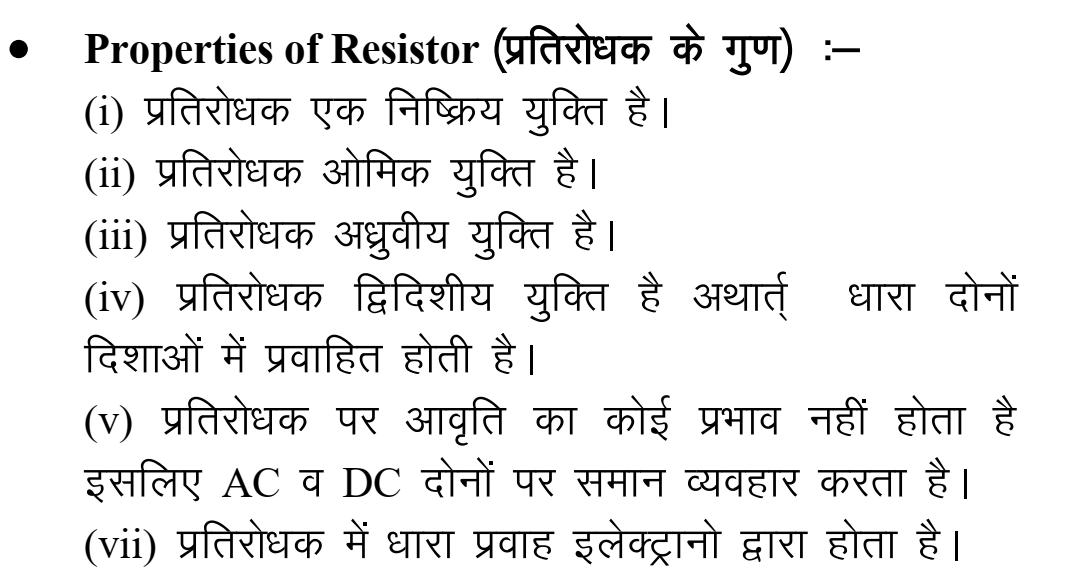 • Properties of Resistor (प्रतिरोधक के गुण) :–
(i) प्रतिरोधक एक निष्क्रिय युक्ति है।
(ii) प्रतिरोधक ओमिक युक्ति है।
(iii) प्रतिरोधक अध्रुवीय युक्ति है।
(iv) प्रतिरोधक द्विदिशीय युक्ति है अथार्त् धारा दोनों
दिशाओं में प्रवाहित होती है।
(v) प्रतिरोधक पर आवृति का कोई प्रभाव नहीं होता है
इसलिए AC व DC दोनों पर समान व्यवहार करता है।
(vii) प्रतिरोधक में धारा प्रवाह इलेक्ट्रानो द्वारा होता है।